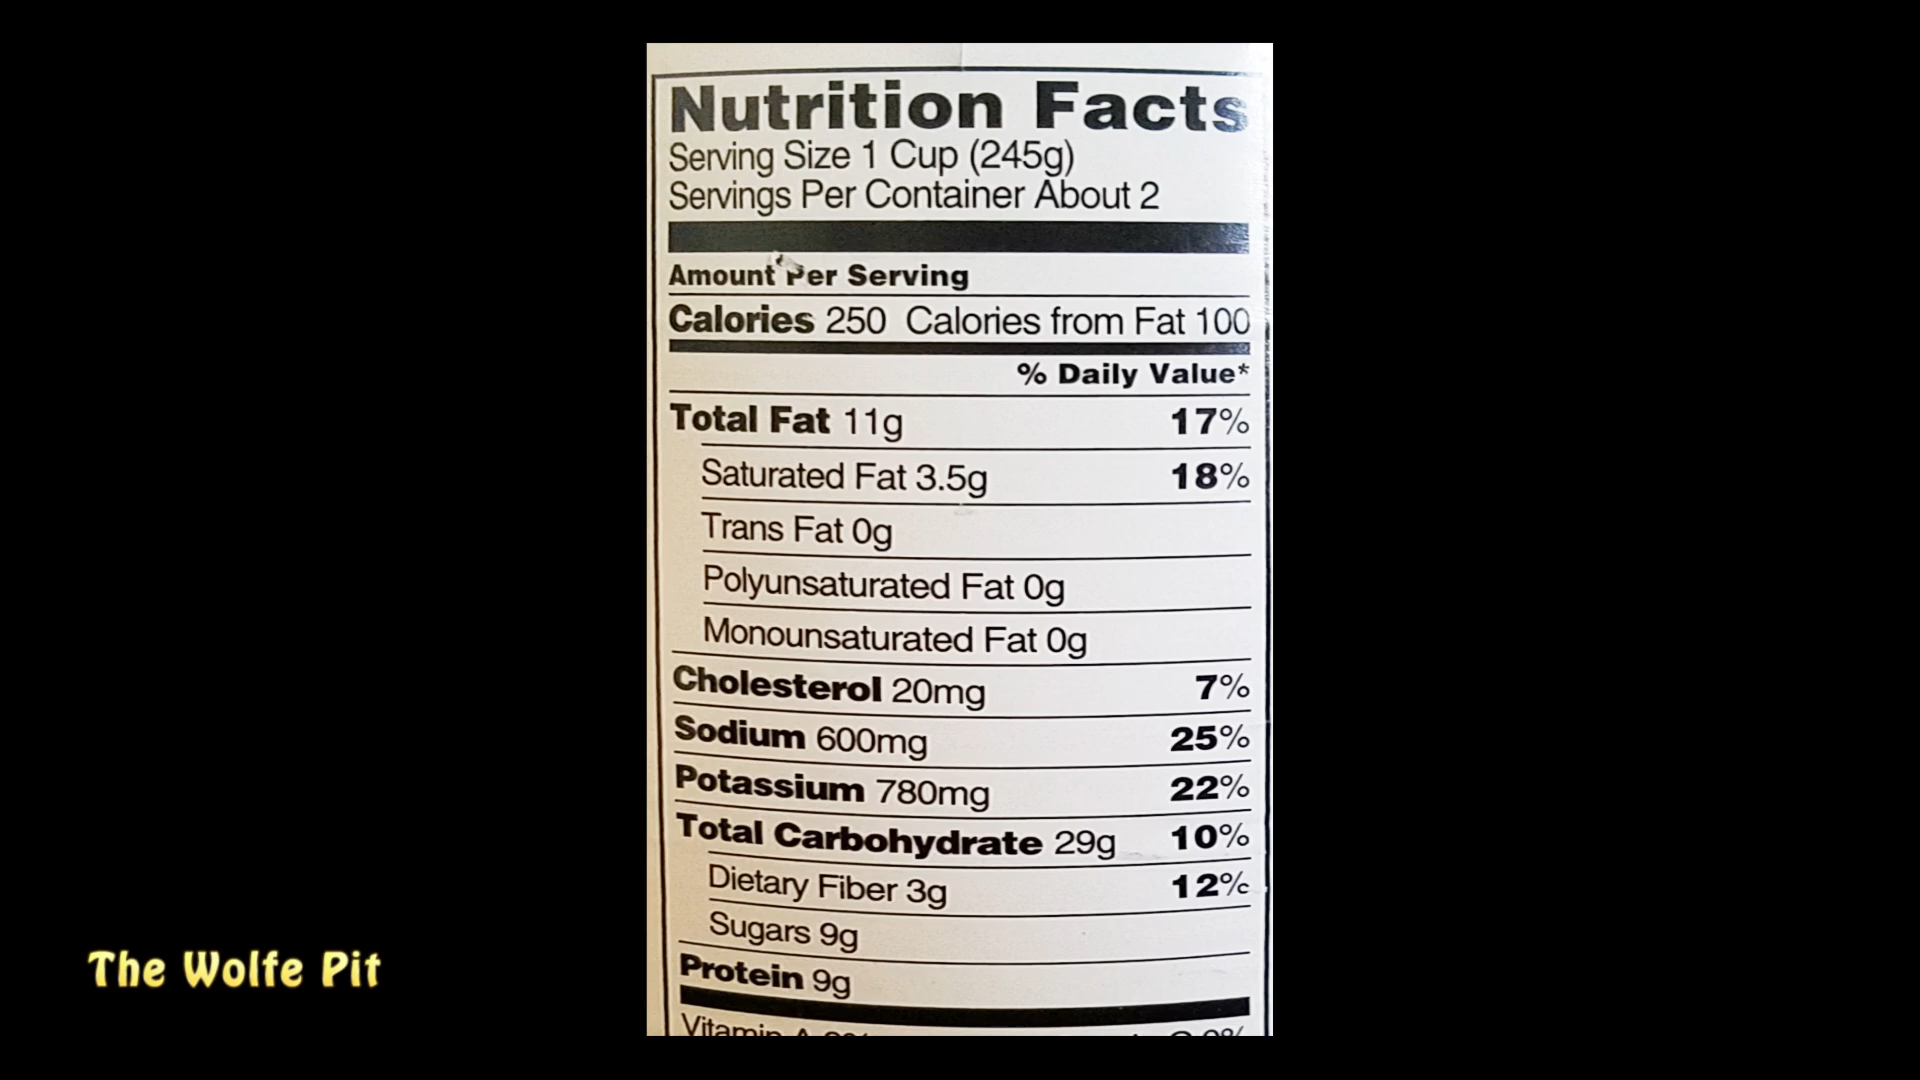 Nutrition Facts
Serving Size 1 Cup (245g)
Servings Per Container About 2
Amount Per Serving
Calories 250 Calories from Fat 100
% Daily Value*
Total Fat 11g 17%
Saturated Fat 3.5g 18%
Trans Fat 0g
Polyunsaturated Fat 0g
Monounsaturated Fat 0g
Cholesterol 20mg 7%
Sodium 600mg 25%
Potassium 780mg 22%
Total Carbohydrate 29g 10%
Dietary Fiber 3g 12%
Sugars 9g
Protein 9g
Vitamin A
The Wolfe Pit